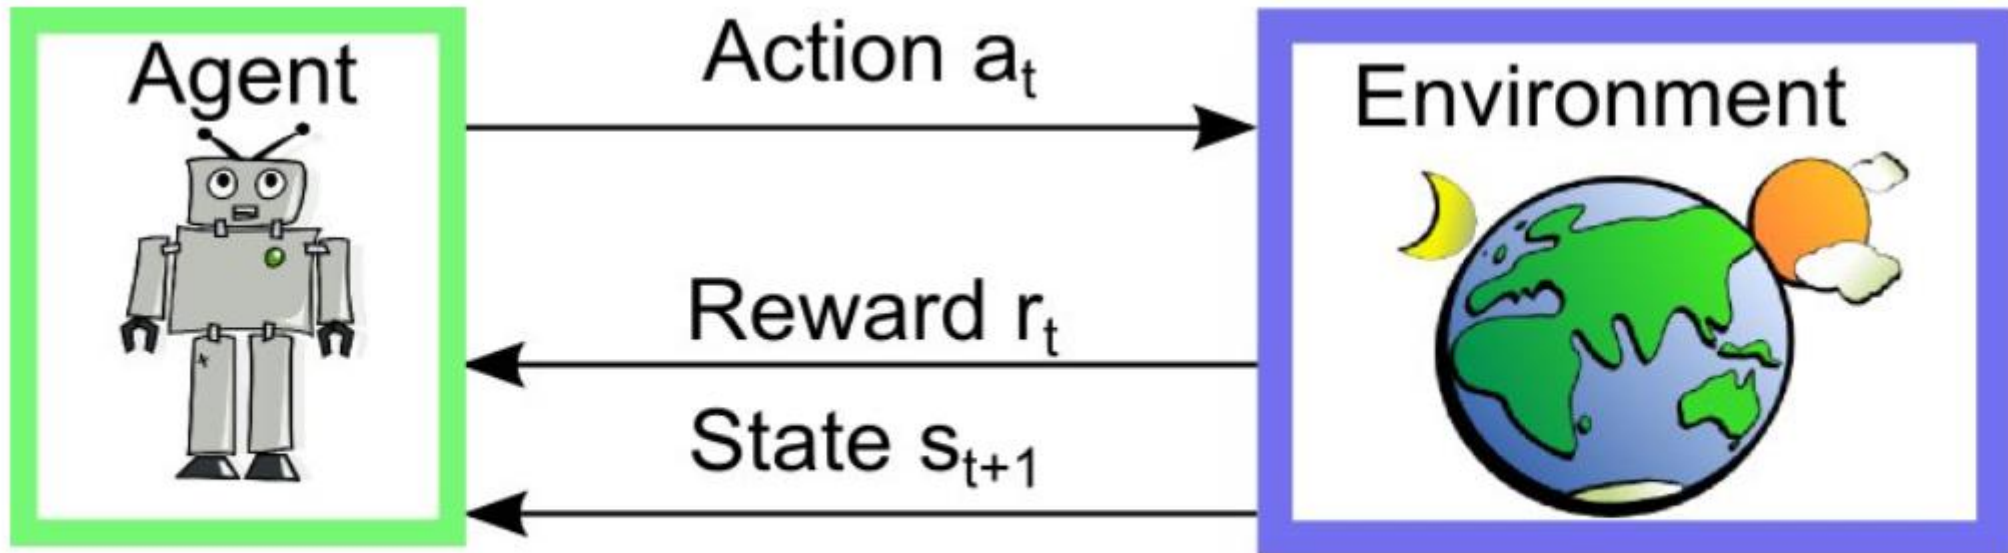 Agent
Action aₜ
Environment
Reward rₜ
State sₜ₊₁